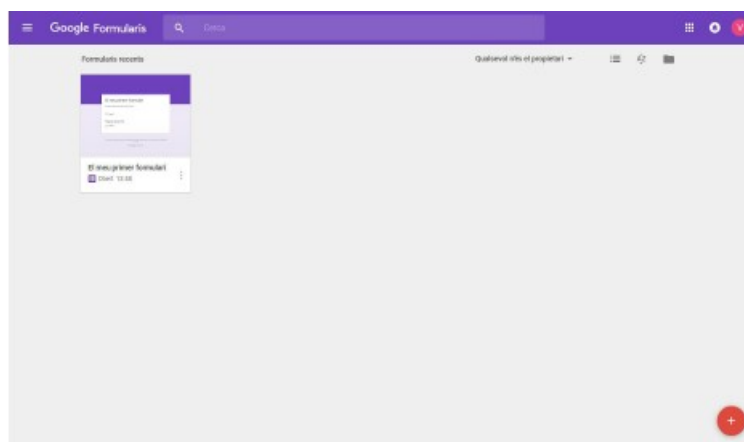 Google Formularis
Cerca
Formularis recents
Qualsevol n'és el propietari
El meu primer formulari
V